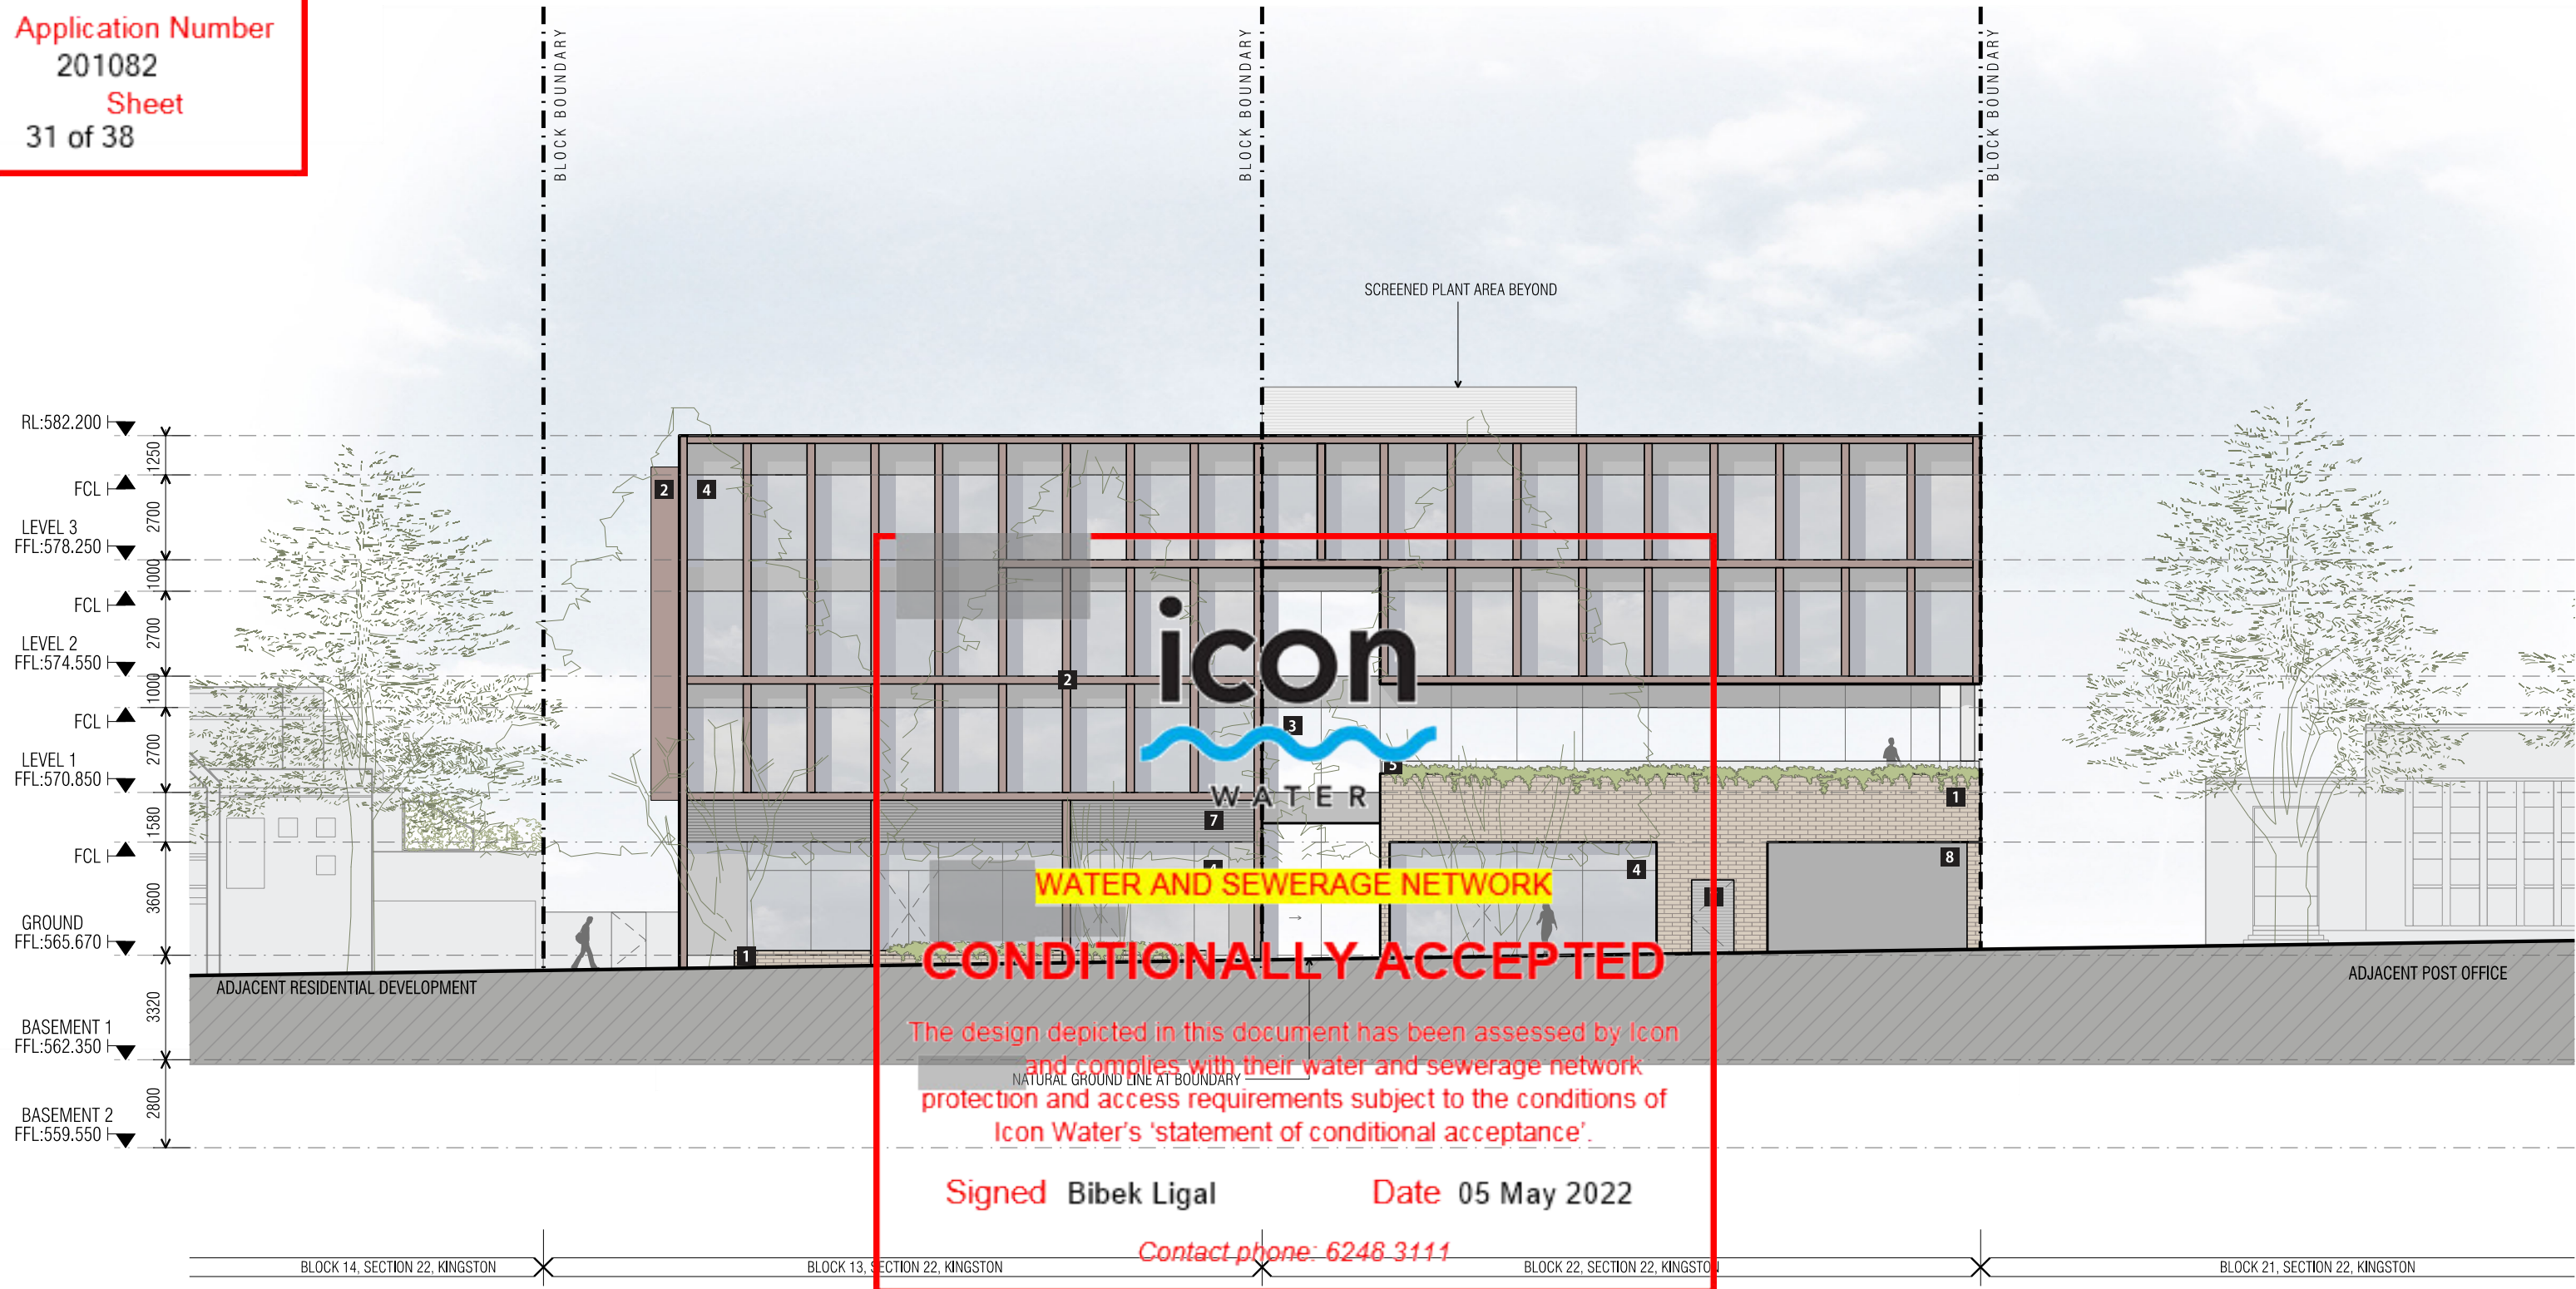 Application Number
201082
Sheet
31 of 38
BLOCK BOUNDARY
BLOCK BOUNDARY
BLOCK BOUNDARY
SCREENED PLANT AREA BEYOND
RL:582.200
1250
FCL
2700
LEVEL 3
FFL:578.250
1000
FCL
2700
LEVEL 2
FFL:574.550
1000
FCL
2700
LEVEL 1
FFL:570.850
1580
FCL
3600
GROUND
FFL:565.670
3320
BASEMENT 1
FFL:562.350
2800
BASEMENT 2
FFL:559.550
2 4
2
3
5
1
7
4
4
8
1
icon
WATER
WATER AND SEWERAGE NETWORK
CONDITIONALLY ACCEPTED
ADJACENT RESIDENTIAL DEVELOPMENT
ADJACENT POST OFFICE
The design depicted in this document has been assessed by Icon
and complies with their water and sewerage network
NATURAL GROUND LINE AT BOUNDARY
protection and access requirements subject to the conditions of
Icon Water's 'statement of conditional acceptance'.
Signed Bibek Ligal Date 05 May 2022
Contact phone: 6248 3111
BLOCK 14, SECTION 22, KINGSTON
BLOCK 13, SECTION 22, KINGSTON
BLOCK 22, SECTION 22, KINGSTON
BLOCK 21, SECTION 22, KINGSTON